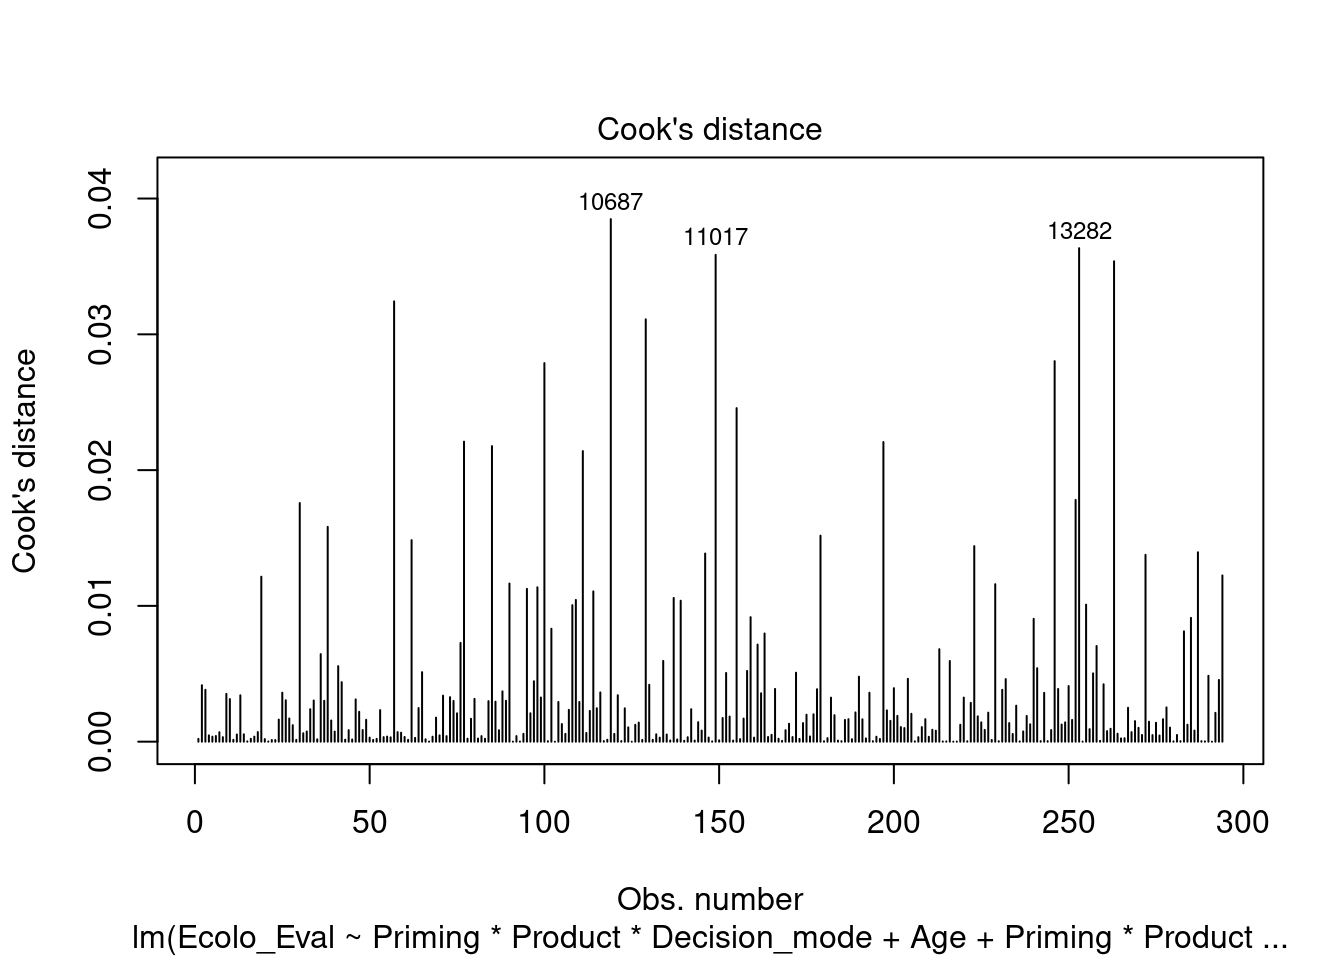 Cook's distance
0.04
0.03
0.02
0.01
0.00
Cook's distance
10687
11017
13282
0 50 100 150 200 250 300
Obs. number
lm(Ecolo_Eval ~ Priming * Product * Decision_mode + Age + Priming * Product ...